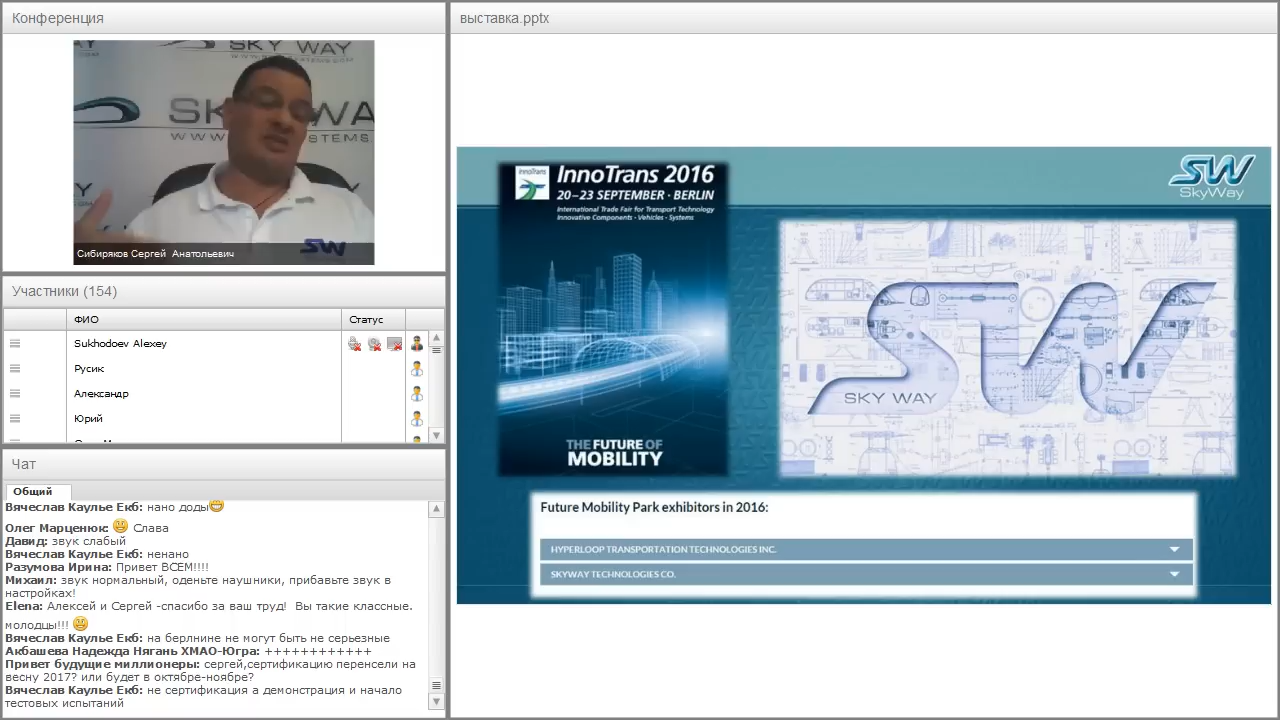 Конференция
SKY WAY
SKY WAY
Сибиряков Сергей Анатольевич
Участники (154)
ФИО
Статус
Sukhodoev Alexey
Русик
Александр
Юрий
Чат
Общий
Вячеслав Каулье Екб: нано доды
Олег Марценюк: Слава
Давид: звук слабый
Вячеслав Каулье Екб: ненано
Разумова Ирина: Привет ВСЕМ!!!!
Михаил: звук нормальный, оденьте наушники, прибавьте звук в
настройках!
Elena: Алексей и Сергей -спасибо за ваш труд! Вы такие классные.
молодцы!!!
Вячеслав Каулье Екб: на берлнине не могут быть не серьезные
Акбашева Надежда Нягань ХМАО-Югра: ++++++++++++
Привет будущие миллионеры: сергей,сертификацию перенсели на
весну 2017? или будет в октябре-ноябре?
Вячеслав Каулье Екб: не сертификация а демонстрация и начало
тестовых испытаний
выставка.pptx
InnoTrans
InnoTrans 2016
20–23 SEPTEMBER · BERLIN
International Trade Fair for Transport Technology
Innovative Components · Vehicles · Systems
THE FUTURE OF
MOBILITY
SW
SkyWay
SW
SKY WAY
Future Mobility Park exhibitors in 2016:
HYPERLOOP TRANSPORTATION TECHNOLOGIES INC.
SKYWAY TECHNOLOGIES CO.